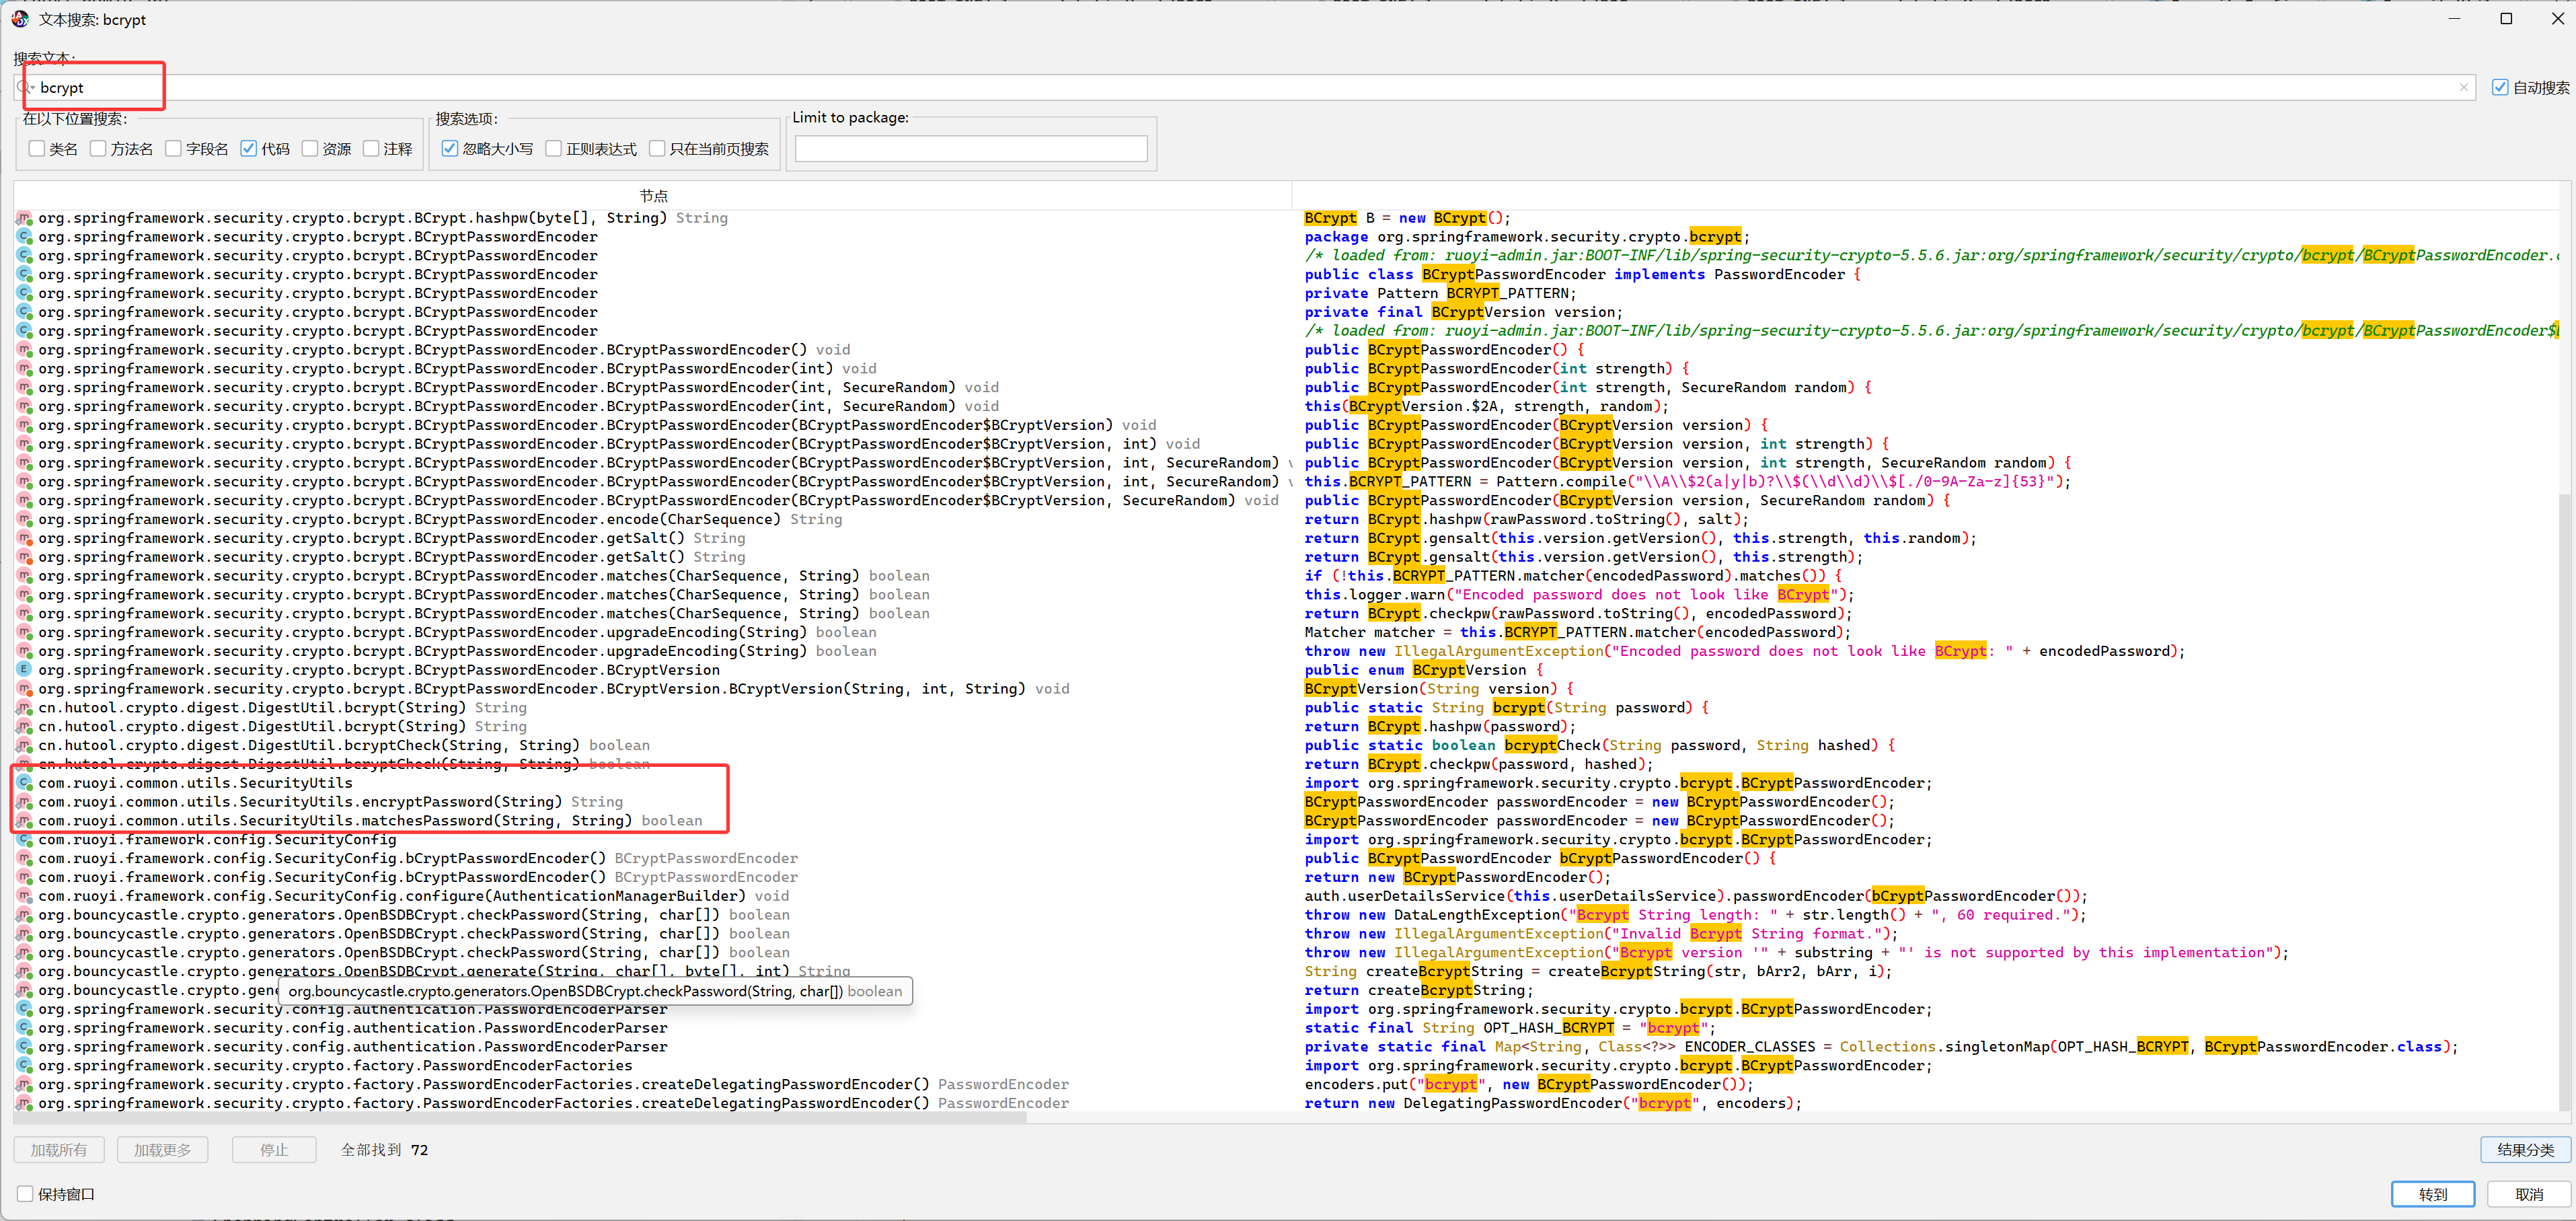 文本搜索: bcrypt
搜索文本:
bcrypt
自动搜索
在以下位置搜索:
类名 方法名 字段名 代码 资源 注释
搜索选项:
忽略大小写 正则表达式 只在当前页搜索
Limit to package:
节点
org.springframework.security.crypto.bcrypt.BCrypt.hashpw(byte[], String) String BCrypt B = new BCrypt();
org.springframework.security.crypto.bcrypt.BCryptPasswordEncoder package org.springframework.security.crypto.bcrypt;
org.springframework.security.crypto.bcrypt.BCryptPasswordEncoder /* loaded from: ruoyi-admin.jar:BOOT-INF/lib/spring-security-crypto-5.5.6.jar:org/springframework/security/crypto/bcrypt/BCryptPasswordEncoder.
org.springframework.security.crypto.bcrypt.BCryptPasswordEncoder public class BCryptPasswordEncoder implements PasswordEncoder {
org.springframework.security.crypto.bcrypt.BCryptPasswordEncoder private Pattern BCRYPT_PATTERN;
org.springframework.security.crypto.bcrypt.BCryptPasswordEncoder private final BCryptVersion version;
org.springframework.security.crypto.bcrypt.BCryptPasswordEncoder /* loaded from: ruoyi-admin.jar:BOOT-INF/lib/spring-security-crypto-5.5.6.jar:org/springframework/security/crypto/bcrypt/BCryptPasswordEncoder$
org.springframework.security.crypto.bcrypt.BCryptPasswordEncoder.BCryptPasswordEncoder() void public BCryptPasswordEncoder() {
org.springframework.security.crypto.bcrypt.BCryptPasswordEncoder.BCryptPasswordEncoder(int) void public BCryptPasswordEncoder(int strength) {
org.springframework.security.crypto.bcrypt.BCryptPasswordEncoder.BCryptPasswordEncoder(int, SecureRandom) void public BCryptPasswordEncoder(int strength, SecureRandom random) {
org.springframework.security.crypto.bcrypt.BCryptPasswordEncoder.BCryptPasswordEncoder(int, SecureRandom) void this(BCryptVersion.$2A, strength, random);
org.springframework.security.crypto.bcrypt.BCryptPasswordEncoder.BCryptPasswordEncoder(BCryptPasswordEncoder$BCryptVersion) void public BCryptPasswordEncoder(BCryptVersion version) {
org.springframework.security.crypto.bcrypt.BCryptPasswordEncoder.BCryptPasswordEncoder(BCryptPasswordEncoder$BCryptVersion, int) void public BCryptPasswordEncoder(BCryptVersion version, int strength) {
org.springframework.security.crypto.bcrypt.BCryptPasswordEncoder.BCryptPasswordEncoder(BCryptPasswordEncoder$BCryptVersion, int, SecureRandom) public BCryptPasswordEncoder(BCryptVersion version, int strength, SecureRandom random) {
org.springframework.security.crypto.bcrypt.BCryptPasswordEncoder.BCryptPasswordEncoder(BCryptPasswordEncoder$BCryptVersion, int, SecureRandom) this.BCRYPT_PATTERN = Pattern.compile("\\A\\$2(a|y|b)?\\$(\\d\\d)\\$[./0-9A-Za-z]{53}");
org.springframework.security.crypto.bcrypt.BCryptPasswordEncoder.BCryptPasswordEncoder(BCryptPasswordEncoder$BCryptVersion, SecureRandom) void public BCryptPasswordEncoder(BCryptVersion version, SecureRandom random) {
org.springframework.security.crypto.bcrypt.BCryptPasswordEncoder.encode(CharSequence) String return BCrypt.hashpw(rawPassword.toString(), salt);
org.springframework.security.crypto.bcrypt.BCryptPasswordEncoder.getSalt() String return BCrypt.gensalt(this.version.getVersion(), this.strength, this.random);
org.springframework.security.crypto.bcrypt.BCryptPasswordEncoder.getSalt() String return BCrypt.gensalt(this.version.getVersion(), this.strength);
org.springframework.security.crypto.bcrypt.BCryptPasswordEncoder.matches(CharSequence, String) boolean if (!this.BCRYPT_PATTERN.matcher(encodedPassword).matches()) {
org.springframework.security.crypto.bcrypt.BCryptPasswordEncoder.matches(CharSequence, String) boolean this.logger.warn("Encoded password does not look like BCrypt");
org.springframework.security.crypto.bcrypt.BCryptPasswordEncoder.matches(CharSequence, String) boolean return BCrypt.checkpw(rawPassword.toString(), encodedPassword);
org.springframework.security.crypto.bcrypt.BCryptPasswordEncoder.upgradeEncoding(String) boolean Matcher matcher = this.BCRYPT_PATTERN.matcher(encodedPassword);
org.springframework.security.crypto.bcrypt.BCryptPasswordEncoder.upgradeEncoding(String) boolean throw new IllegalArgumentException("Encoded password does not look like BCrypt: " + encodedPassword);
org.springframework.security.crypto.bcrypt.BCryptPasswordEncoder.BCryptVersion public enum BCryptVersion {
org.springframework.security.crypto.bcrypt.BCryptPasswordEncoder.BCryptVersion.BCryptVersion(String, int, String) void BCryptVersion(String version) {
cn.hutool.crypto.digest.DigestUtil.bcrypt(String) String public static String bcrypt(String password) {
cn.hutool.crypto.digest.DigestUtil.bcrypt(String) String return BCrypt.hashpw(password);
cn.hutool.crypto.digest.DigestUtil.bcryptCheck(String, String) boolean public static boolean bcryptCheck(String password, String hashed) {
cn.hutool.crypto.digest.DigestUtil.bcryptCheck(String, String) boolean return BCrypt.checkpw(password, hashed);
com.ruoyi.common.utils.SecurityUtils import org.springframework.security.crypto.bcrypt.BCryptPasswordEncoder;
com.ruoyi.common.utils.SecurityUtils.encryptPassword(String) String BCryptPasswordEncoder passwordEncoder = new BCryptPasswordEncoder();
com.ruoyi.common.utils.SecurityUtils.matchesPassword(String, String) boolean BCryptPasswordEncoder passwordEncoder = new BCryptPasswordEncoder();
com.ruoyi.framework.config.SecurityConfig import org.springframework.security.crypto.bcrypt.BCryptPasswordEncoder;
com.ruoyi.framework.config.SecurityConfig.bCryptPasswordEncoder() BCryptPasswordEncoder public BCryptPasswordEncoder bCryptPasswordEncoder() {
com.ruoyi.framework.config.SecurityConfig.bCryptPasswordEncoder() BCryptPasswordEncoder return new BCryptPasswordEncoder();
com.ruoyi.framework.config.SecurityConfig.configure(AuthenticationManagerBuilder) void auth.userDetailsService(this.userDetailsService).passwordEncoder(bCryptPasswordEncoder());
org.bouncycastle.crypto.generators.OpenBSDBCrypt.checkPassword(String, char[]) boolean throw new DataLengthException("Bcrypt String length: " + str.length() + ", 60 required.");
org.bouncycastle.crypto.generators.OpenBSDBCrypt.checkPassword(String, char[]) boolean throw new IllegalArgumentException("Invalid Bcrypt String format.");
org.bouncycastle.crypto.generators.OpenBSDBCrypt.checkPassword(String, char[]) boolean throw new IllegalArgumentException("Bcrypt version '" + substring + "' is not supported by this implementation");
org.bouncycastle.crypto.generators.OpenBSDBCrypt.generate(String, char[], byte[], int) String String createBcryptString = createBcryptString(str, bArr2, bArr, i);
org.bouncycastle.crypto.gene org.bouncycastle.crypto.generators.OpenBSDBCrypt.checkPassword(String, char[]) boolean return createBcryptString;
org.springframework.security.config.authentication.PasswordEncoderParser import org.springframework.security.crypto.bcrypt.BCryptPasswordEncoder;
org.springframework.security.config.authentication.PasswordEncoderParser static final String OPT_HASH_BCRYPT = "bcrypt";
org.springframework.security.config.authentication.PasswordEncoderParser private static final Map<String, Class<?>> ENCODER_CLASSES = Collections.singletonMap(OPT_HASH_BCRYPT, BCryptPasswordEncoder.class);
org.springframework.security.crypto.factory.PasswordEncoderFactories import org.springframework.security.crypto.bcrypt.BCryptPasswordEncoder;
org.springframework.security.crypto.factory.PasswordEncoderFactories.createDelegatingPasswordEncoder() PasswordEncoder encoders.put("bcrypt", new BCryptPasswordEncoder());
org.springframework.security.crypto.factory.PasswordEncoderFactories.createDelegatingPasswordEncoder() PasswordEncoder return new DelegatingPasswordEncoder("bcrypt", encoders);
加载所有 加载更多 停止 全部找到 72 结果分类
保持窗口 转到 取消